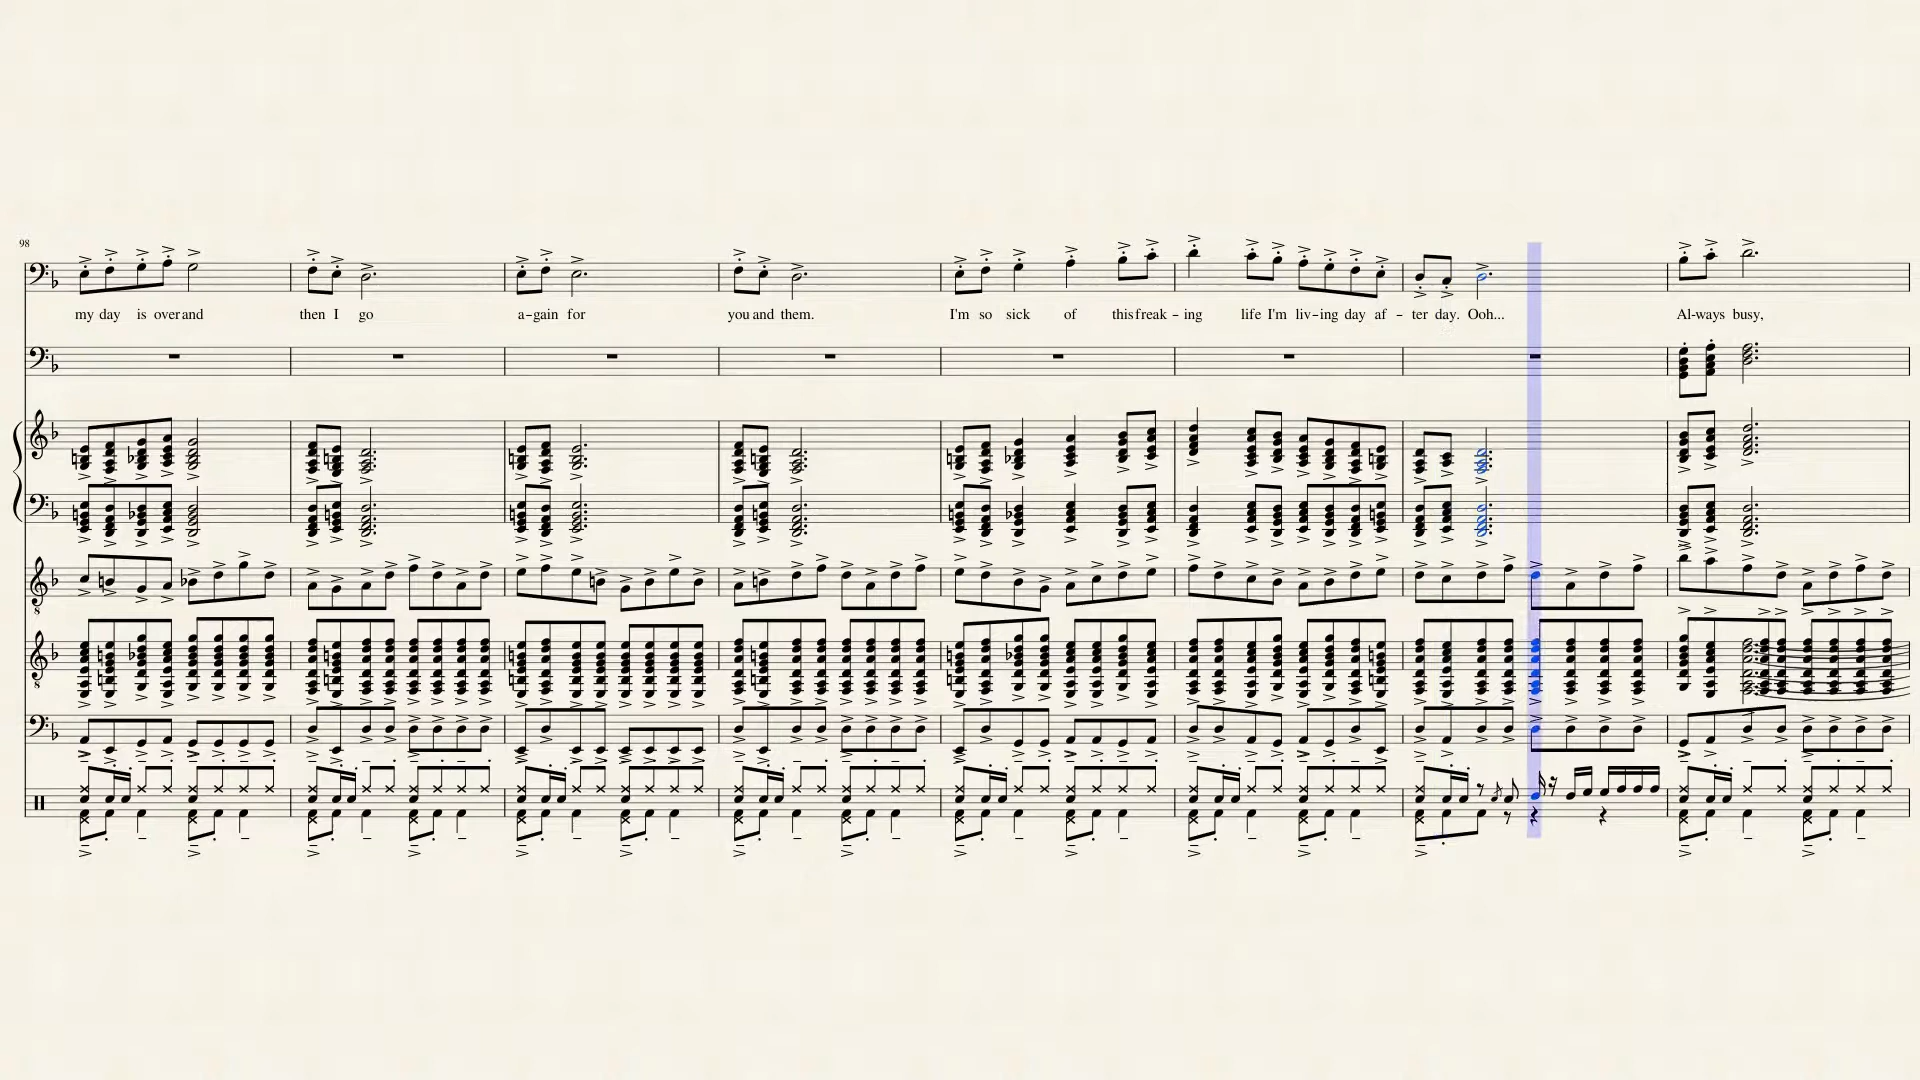 98
my day is over and then I go a-gain for you and them. I'm so sick of this freak - ing life I'm liv-ing day af - ter day. Ooh... Al-ways busy,